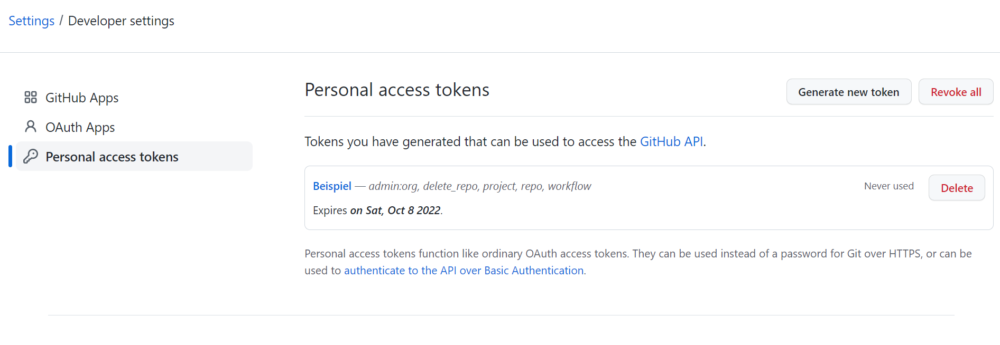 Settings / Developer settings
GitHub Apps
OAuth Apps
Personal access tokens
Personal access tokens
Generate new token
Revoke all
Tokens you have generated that can be used to access the GitHub API.
Beispiel — admin:org, delete_repo, project, repo, workflow
Never used
Delete
Expires on Sat, Oct 8 2022.
Personal access tokens function like ordinary OAuth access tokens. They can be used instead of a password for Git over HTTPS, or can be
used to authenticate to the API over Basic Authentication.